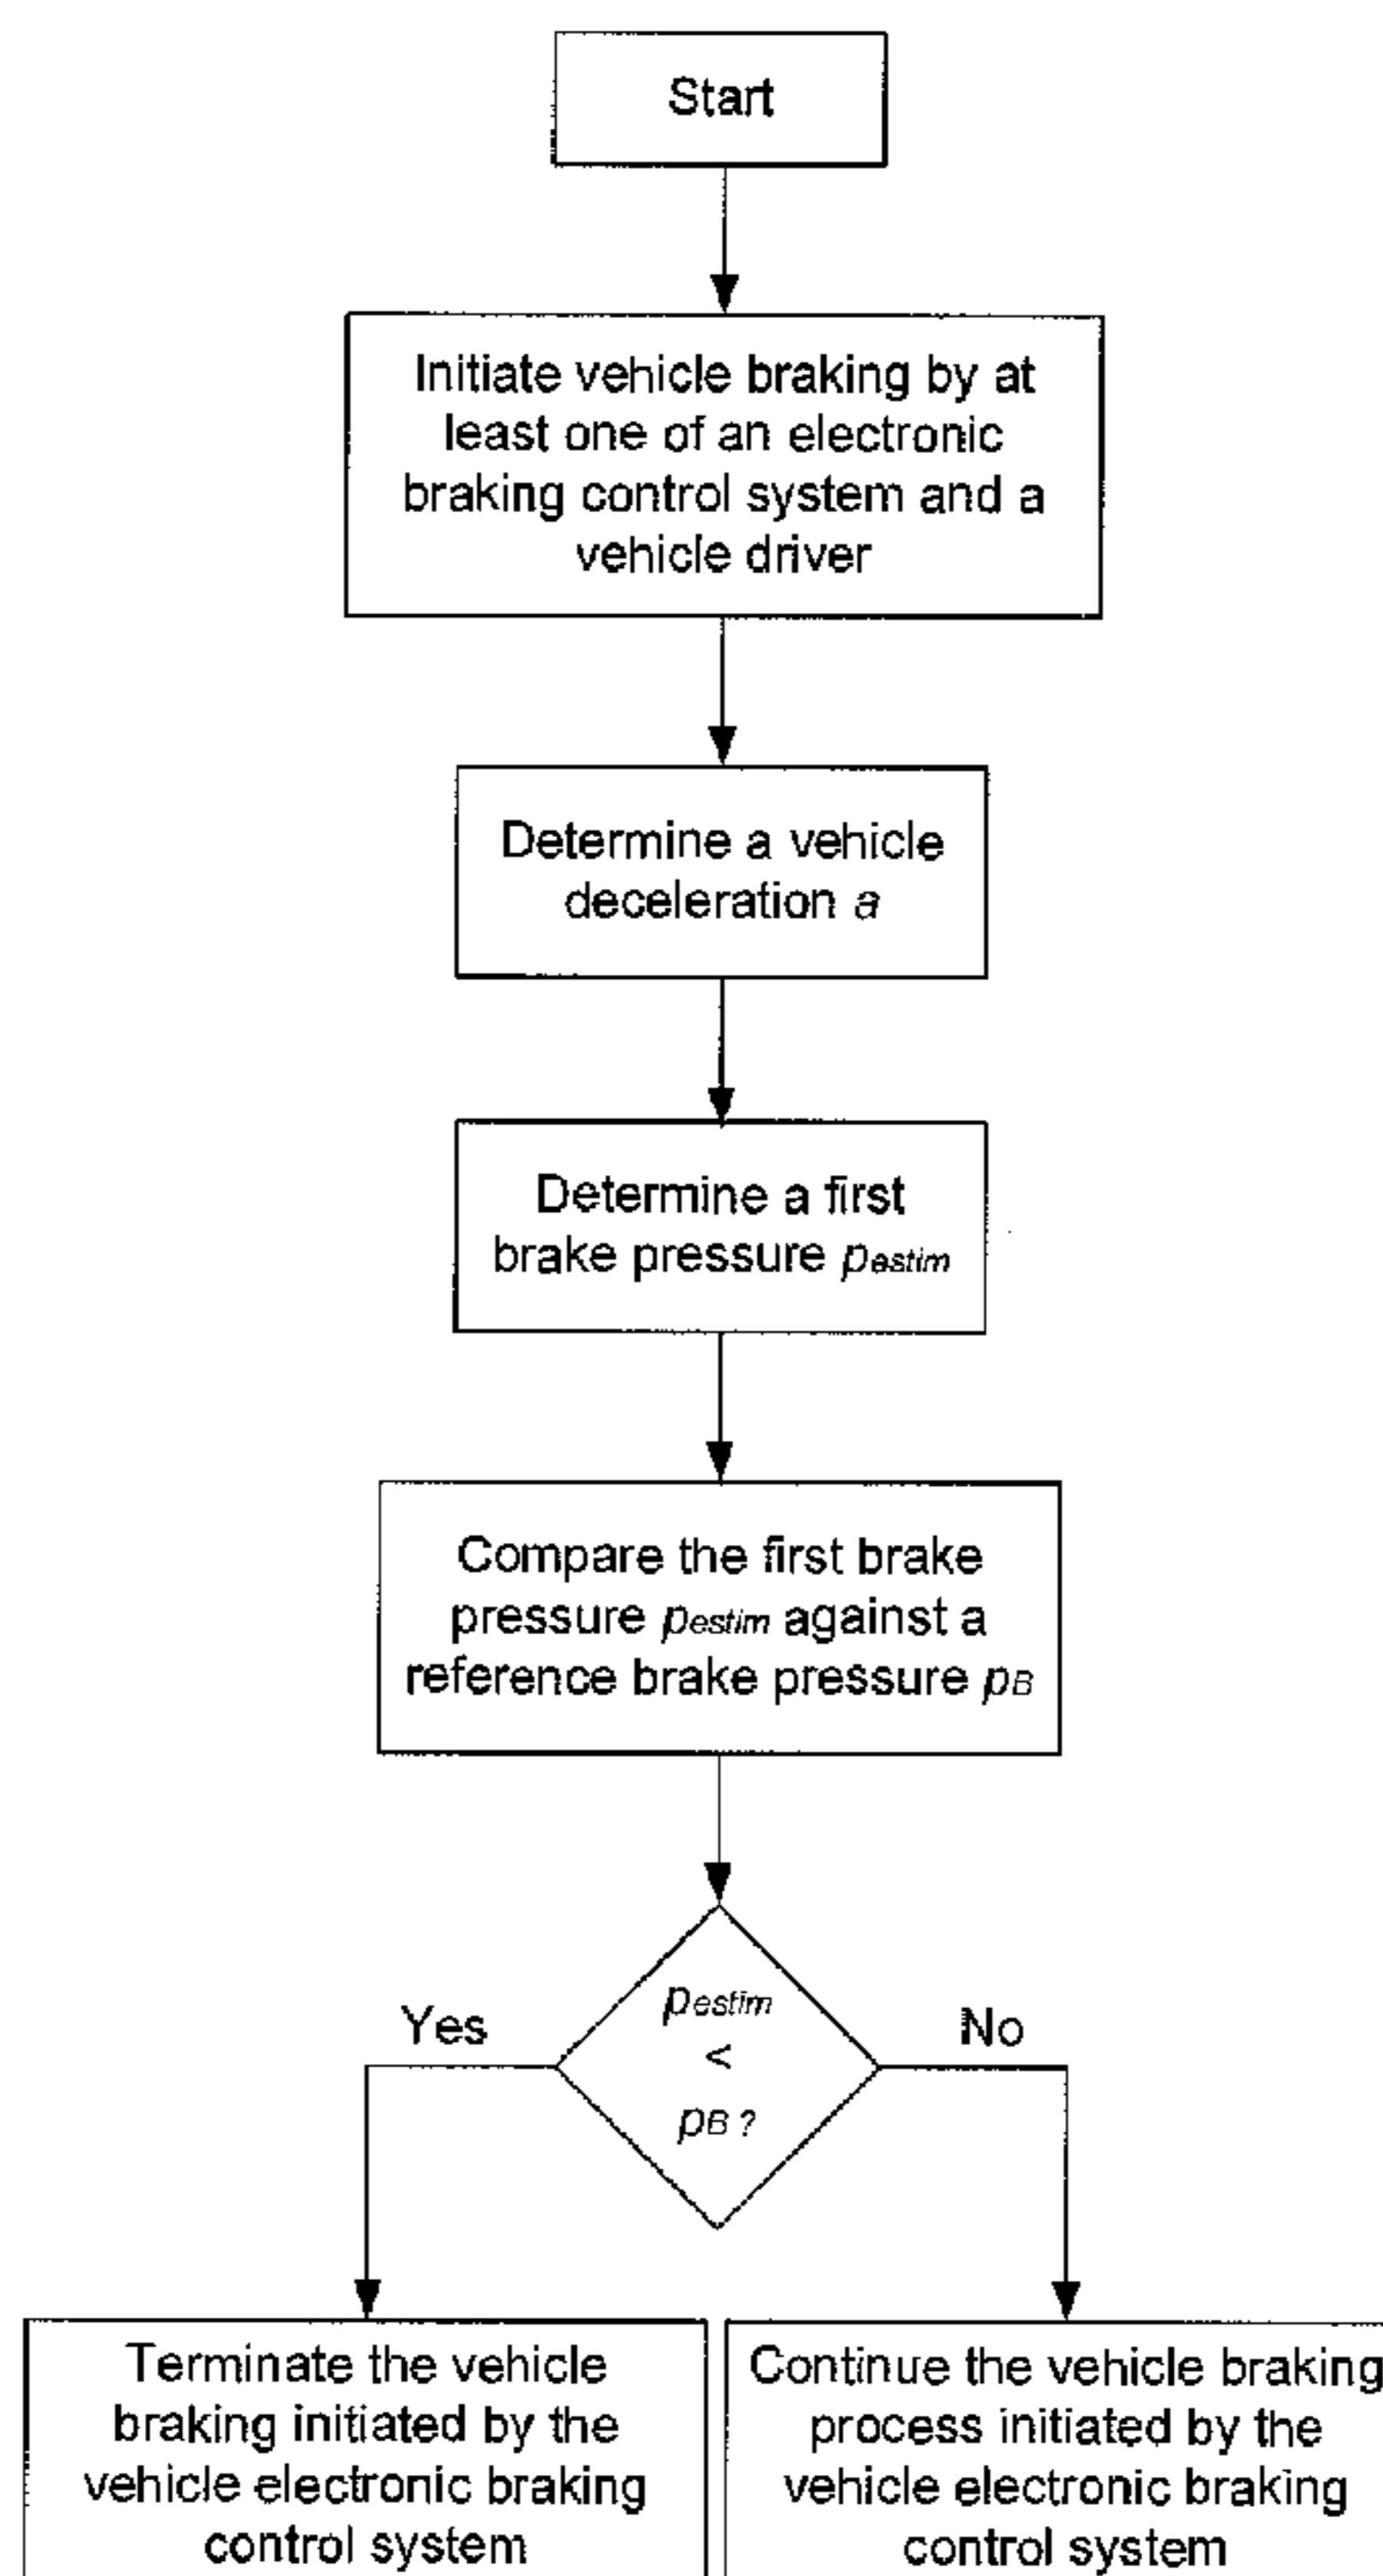 Start
Initiate vehicle braking by at
least one of an electronic
braking control system and a
vehicle driver
Determine a vehicle
deceleration a
Determine a first
brake pressure pestim
Compare the first brake
pressure pestim against a
reference brake pressure pB
pestim
<
pB ?
Yes
No
Terminate the vehicle
braking initiated by the
vehicle electronic braking
control system
Continue the vehicle braking
process initiated by the
vehicle electronic braking
control system